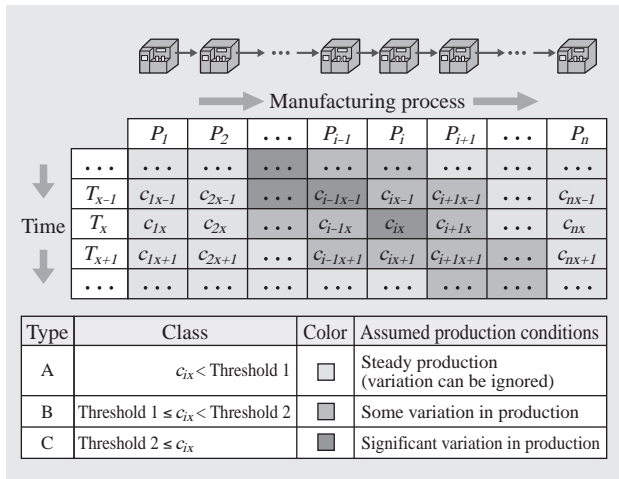 Manufacturing process
P₁ P₂ ... Pᵢ₋₁ Pᵢ Pᵢ₊₁ ... Pₙ
... ... ... ... ... ... ... ... ...
Tₓ₋₁ c₁ₓ₋₁ c₂ₓ₋₁ ... cᵢ₋₁ₓ₋₁ cᵢₓ₋₁ cᵢ₊₁ₓ₋₁ ... cₙₓ₋₁
Time Tₓ c₁ₓ c₂ₓ ... cᵢ₋₁ₓ cᵢₓ cᵢ₊₁ₓ ... cₙₓ
Tₓ₊₁ c₁ₓ₊₁ c₂ₓ₊₁ ... cᵢ₋₁ₓ₊₁ cᵢₓ₊₁ cᵢ₊₁ₓ₊₁ ... cₙₓ₊₁
... ... ... ... ... ... ... ... ...
Type Class Color Assumed production conditions
A cᵢₓ < Threshold 1 Steady production
(variation can be ignored)
B Threshold 1 ≤ cᵢₓ < Threshold 2 Some variation in production
C Threshold 2 ≤ cᵢₓ Significant variation in production